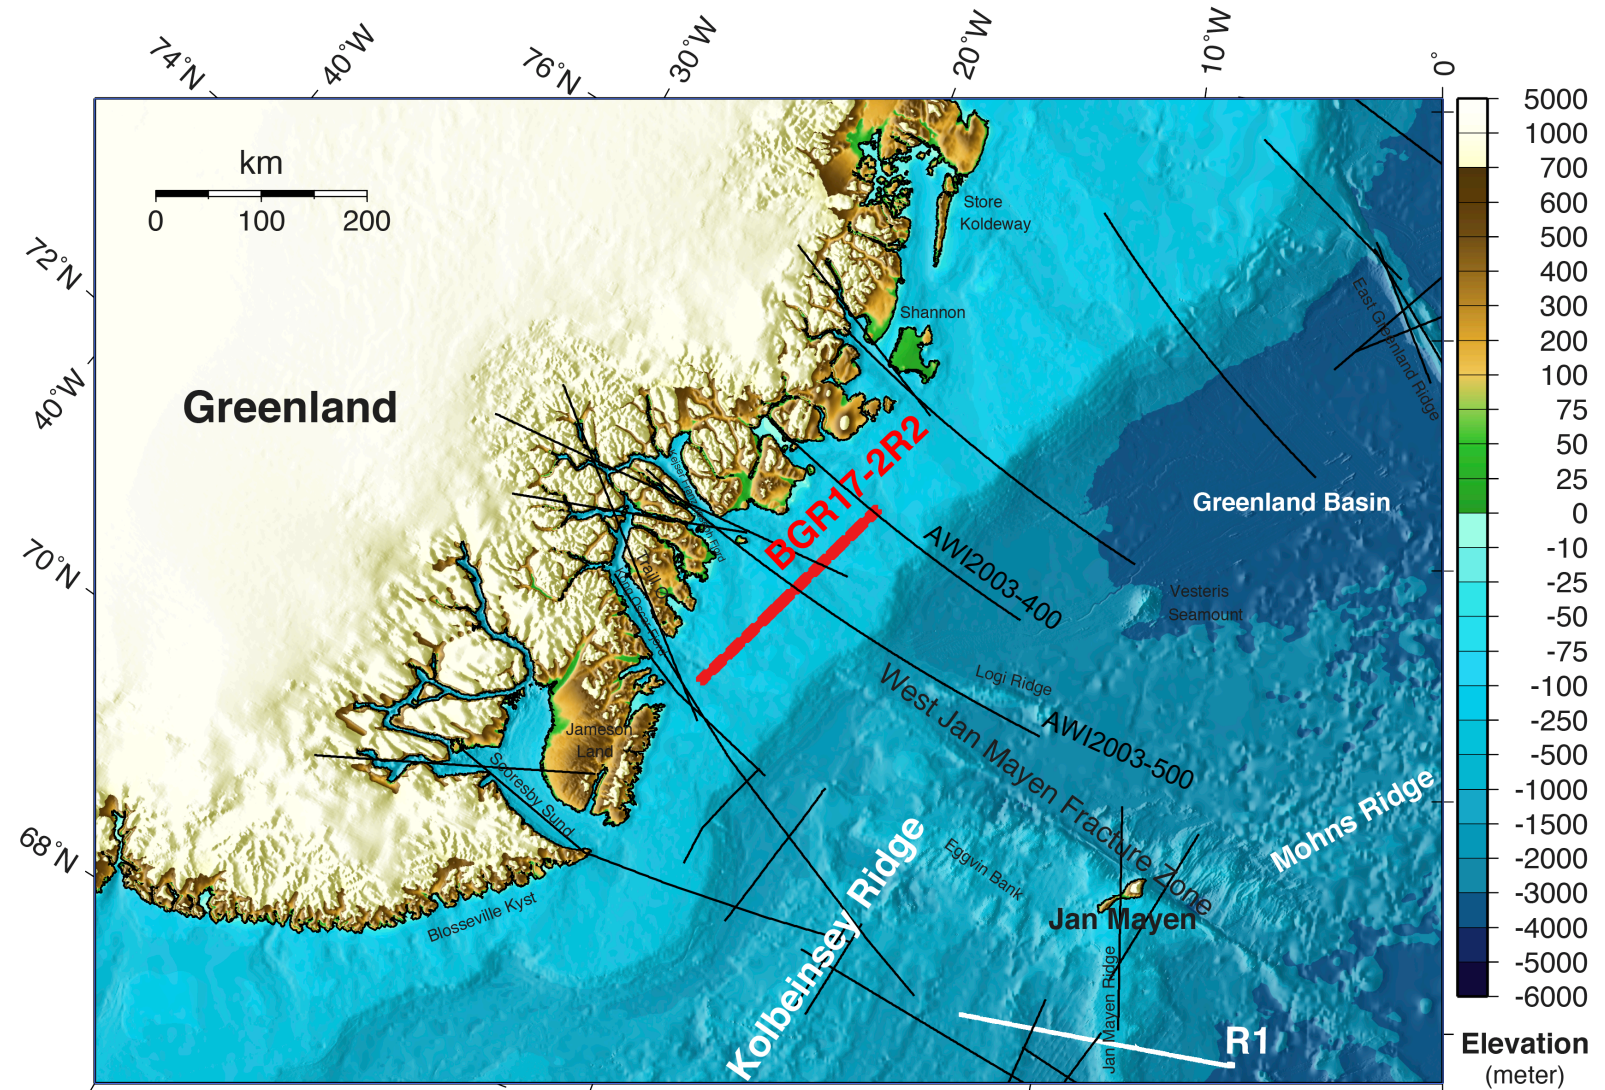 74°N
40°W
76°N
30°W
20°W
10°W
0°
km
0 100 200
72°N
40°W
70°N
68°N
Greenland
Store
Koldeway
Shannon
East Greenland Ridge
Greenland Basin
BGR17-2R2
AWI2003-400
Vesteris
Seamount
Logi Ridge
AWI2003-500
West Jan Mayen Fracture Zone
Mohns Ridge
Traill
Kong Oscar Fjord
Jameson
Land
Scoresby Sund
Blosseville Kyst
Kolbeinsey Ridge
Eggvin Bank
Jan Mayen
Jan Mayen Ridge
R1
5000
1000
700
600
500
400
300
200
100
75
50
25
0
-10
-25
-50
-75
-100
-250
-500
-1000
-1500
-2000
-3000
-4000
-5000
-6000
Elevation
(meter)